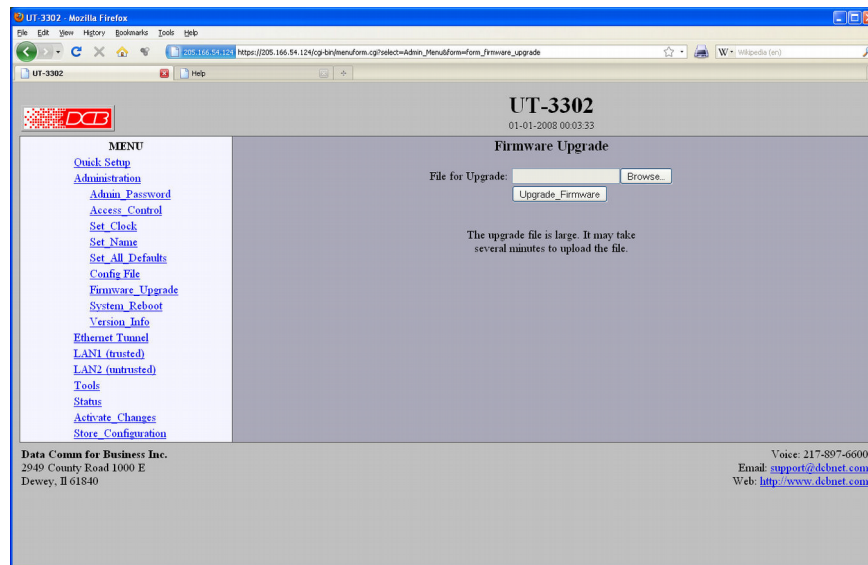 UT-3302 - Mozilla Firefox
File Edit View History Bookmarks Tools Help
205.166.54.124 https://205.166.54.124/cgi-bin/menuform.cgi?select=Admin_Menu&form=form_firmware_upgrade
W Wikipedia (en)
UT-3302
Help
DCB
UT-3302
01-01-2008 00:03:33
MENU
Quick Setup
Administration
Admin_Password
Access_Control
Set_Clock
Set_Name
Set_All_Defaults
Config File
Firmware_Upgrade
System_Reboot
Version_Info
Ethernet Tunnel
LAN1 (trusted)
LAN2 (untrusted)
Tools
Status
Activate_Changes
Store_Configuration
Firmware Upgrade
File for Upgrade: Browse...
Upgrade_Firmware
The upgrade file is large. It may take
several minutes to upload the file.
Data Comm for Business Inc.
2949 County Road 1000 E
Dewey, Il 61840
Voice: 217-897-6600
Email: support@dcbnet.com
Web: http://www.dcbnet.com